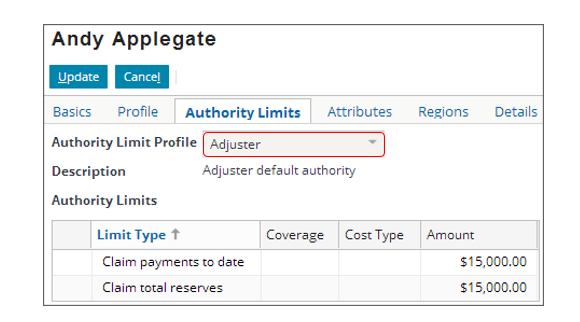 Andy Applegate
Update Cancel
Basics Profile Authority Limits Attributes Regions Details
Authority Limit Profile Adjuster
Description Adjuster default authority
Authority Limits
Limit Type ↑ Coverage Cost Type Amount
Claim payments to date $15,000.00
Claim total reserves $15,000.00